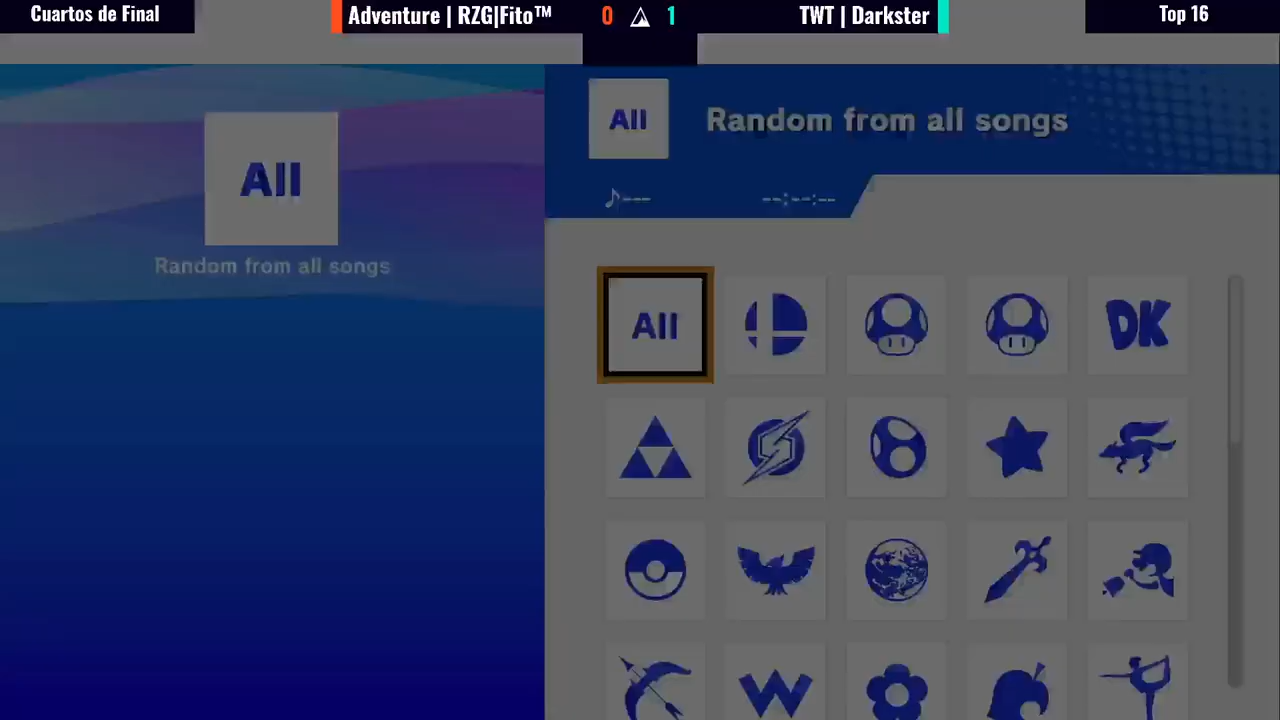 Cuartos de Final
Adventure | RZG|Fito™
0
1
TWT | Darkster
Top 16
All
Random from all songs
All
Random from all songs
♪---
--:--:--
All
DK